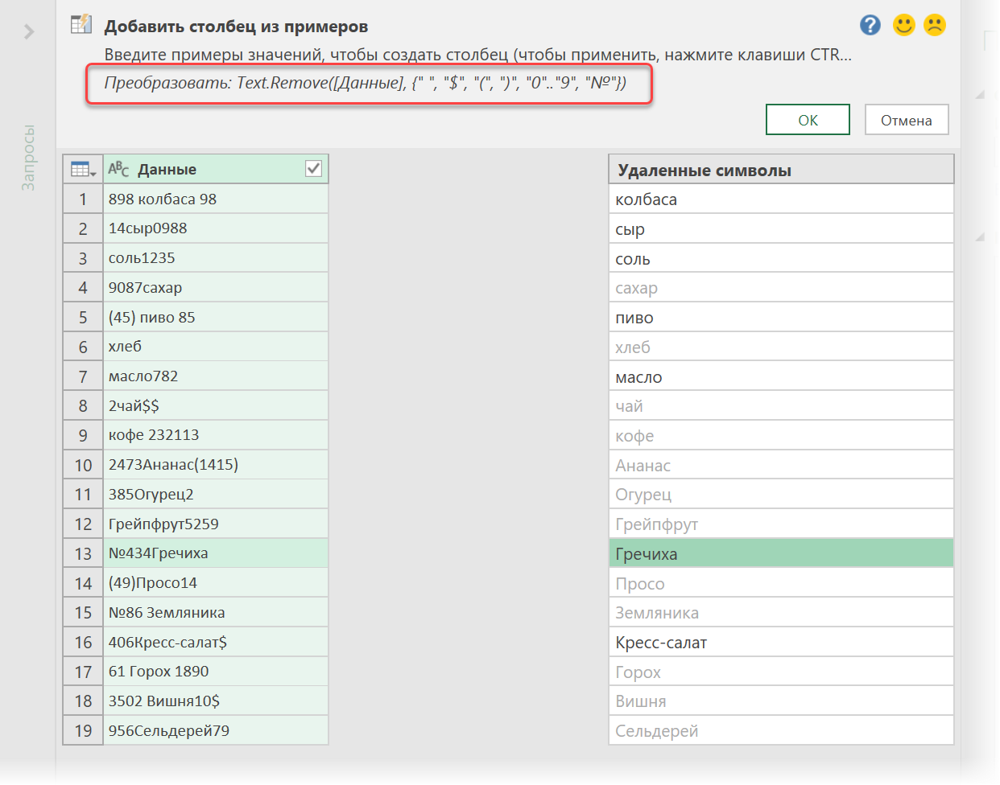 Добавить столбец из примеров
Введите примеры значений, чтобы создать столбец (чтобы применить, нажмите клавиши CTR...
Преобразовать: Text.Remove([Данные], {" ", "$", "(", ")", "0".."9", "№"})
OK Отмена
Запросы
ABC Данные Удаленные символы
1 898 колбаса 98 колбаса
2 14сыр0988 сыр
3 соль1235 соль
4 9087сахар сахар
5 (45) пиво 85 пиво
6 хлеб хлеб
7 масло782 масло
8 2чай$$ чай
9 кофе 232113 кофе
10 2473Ананас(1415) Ананас
11 385Огурец2 Огурец
12 Грейпфрут5259 Грейпфрут
13 №434Гречиха Гречиха
14 (49)Просо14 Просо
15 №86 Земляника Земляника
16 406Кресс-салат$ Кресс-салат
17 61 Горох 1890 Горох
18 3502 Вишня10$ Вишня
19 956Сельдерей79 Сельдерей